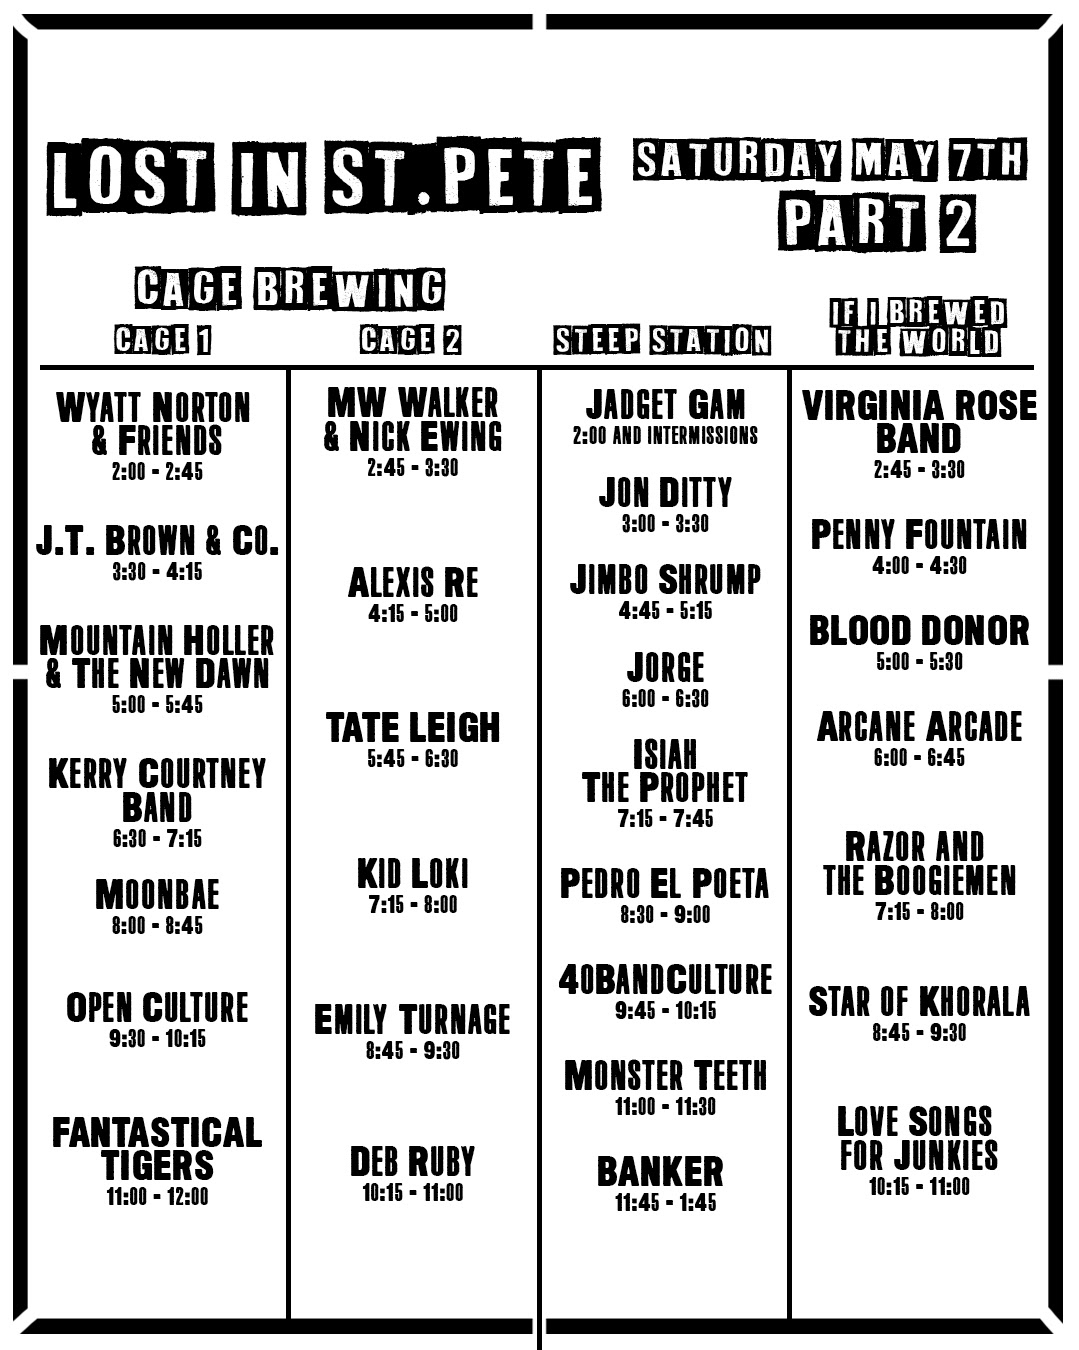 LOST IN ST.PETE
SATURDAY MAY 7TH
PART 2
CAGE BREWING
CAGE 1
WYATT NORTON
& FRIENDS
2:00 - 2:45
J.T. BROWN & CO.
3:30 - 4:15
MOUNTAIN HOLLER
& THE NEW DAWN
5:00 - 5:45
KERRY COURTNEY
BAND
6:30 - 7:15
MOONBAE
8:00 - 8:45
OPEN CULTURE
9:30 - 10:15
FANTASTICAL
TIGERS
11:00 - 12:00
CAGE 2
MW WALKER
& NICK EWING
2:45 - 3:30
ALEXIS RE
4:15 - 5:00
TATE LEIGH
5:45 - 6:30
KID LOKI
7:15 - 8:00
EMILY TURNAGE
8:45 - 9:30
DEB RUBY
10:15 - 11:00
STEEP STATION
JADGET GAM
2:00 AND INTERMISSIONS
JON DITTY
3:00 - 3:30
JIMBO SHRUMP
4:45 - 5:15
JORGE
6:00 - 6:30
ISIAH
THE PROPHET
7:15 - 7:45
PEDRO EL POETA
8:30 - 9:00
40BANDCULTURE
9:45 - 10:15
MONSTER TEETH
11:00 - 11:30
BANKER
11:45 - 1:45
IF I BREWED
THE WORLD
VIRGINIA ROSE
BAND
2:45 - 3:30
PENNY FOUNTAIN
4:00 - 4:30
BLOOD DONOR
5:00 - 5:30
ARCANE ARCADE
6:00 - 6:45
RAZOR AND
THE BOOGIEMEN
7:15 - 8:00
STAR OF KHORALA
8:45 - 9:30
LOVE SONGS
FOR JUNKIES
10:15 - 11:00